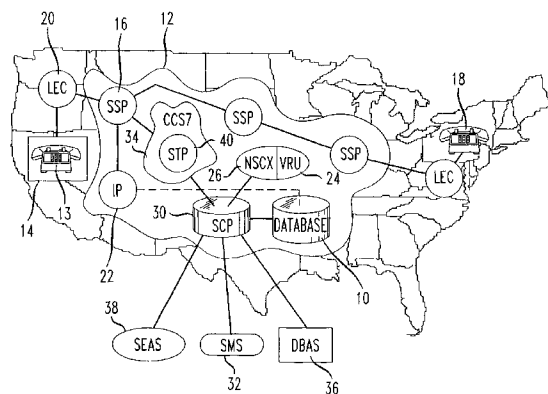 20
16
12
18
LEC
SSP
CCS7
SSP
34
STP
40
SSP
NSCX
VRU
LEC
26
24
14
13
IP
30
SCP
DATABASE
22
10
38
SEAS
SMS
DBAS
32
36